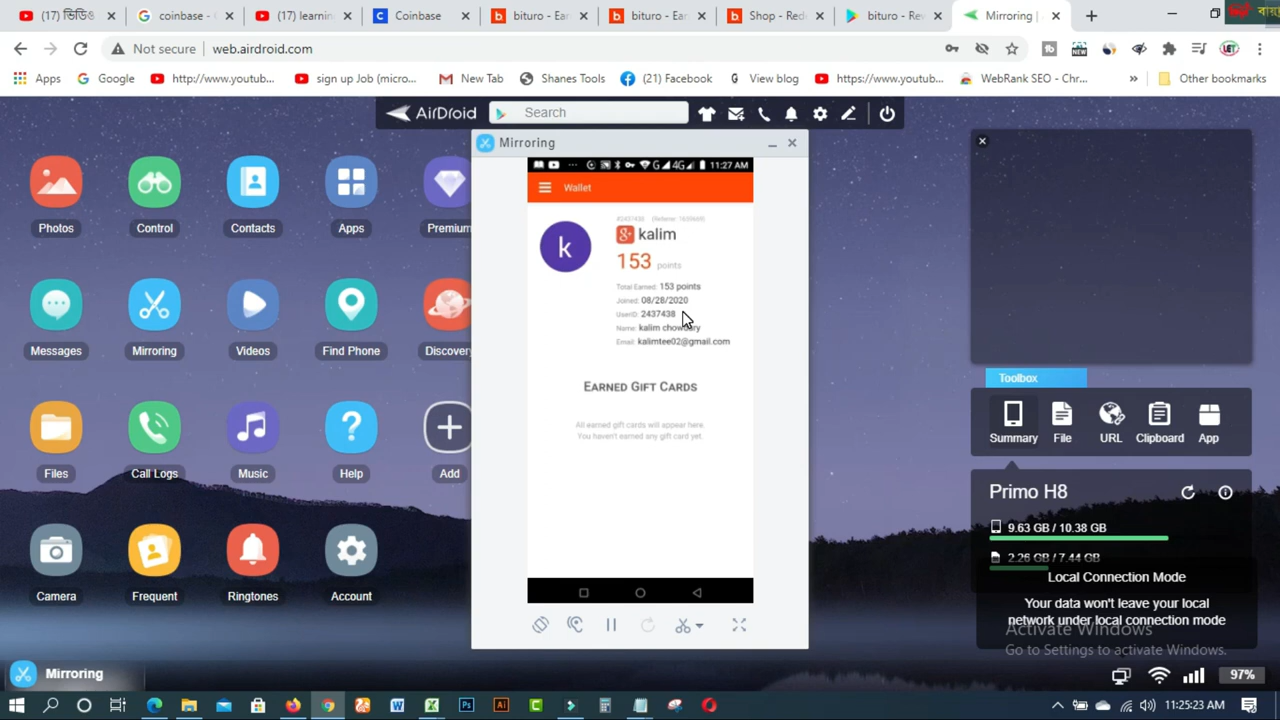 (17) ভিডিও
coinbase -
(17) learnin
Coinbase
bituro - Ear
bituro - Ear
Shop - Rede
bituro - Rev
Mirroring |
Not secure
web.airdroid.com
Apps
Google
http://www.youtub...
sign up Job (micro...
New Tab
Shanes Tools
(21) Facebook
View blog
https://www.youtub...
WebRank SEO - Chr...
Other bookmarks
AirDroid
Search
Mirroring
11:27 AM
Wallet
#2437438
kalim
k
153 points
Total Earned: 153 points
Joined: 08/28/2020
UserID: 2437438
Name: kalim chowdary
Email: kalimtee02@gmail.com
EARNED GIFT CARDS
All earned gift cards will appear here.
You haven't earned any gift card yet.
Photos
Control
Contacts
Apps
Premium
Messages
Mirroring
Videos
Find Phone
Discovery
Files
Call Logs
Music
Help
Add
Camera
Frequent
Ringtones
Account
Toolbox
Summary
File
URL
Clipboard
App
Primo H8
9.63 GB / 10.38 GB
2.26 GB / 7.44 GB
Local Connection Mode
Your data won't leave your local
network under local connection mode
Activate Windows
Go to Settings to activate Windows.
Mirroring
97%
11:25:23 AM